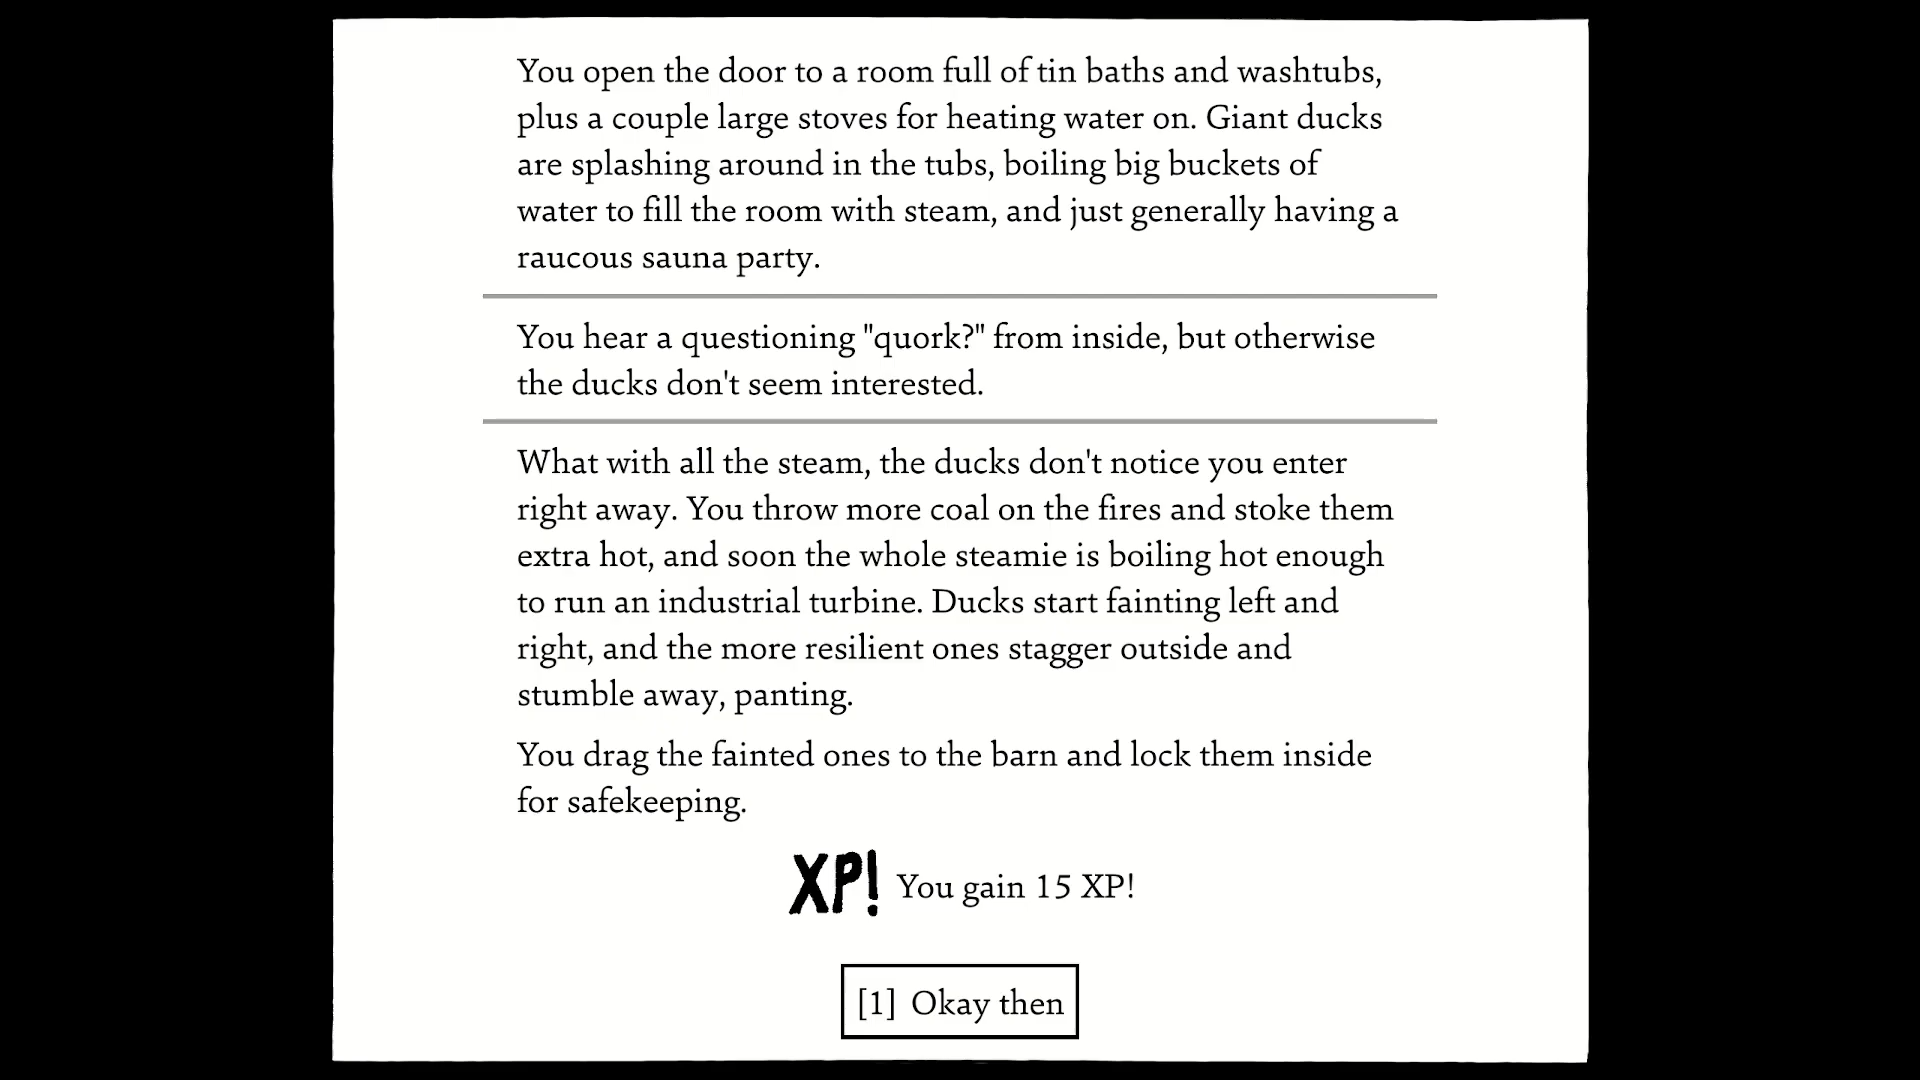 You open the door to a room full of tin baths and washtubs,
plus a couple large stoves for heating water on. Giant ducks
are splashing around in the tubs, boiling big buckets of
water to fill the room with steam, and just generally having a
raucous sauna party.
You hear a questioning "quork?" from inside, but otherwise
the ducks don't seem interested.
What with all the steam, the ducks don't notice you enter
right away. You throw more coal on the fires and stoke them
extra hot, and soon the whole steamie is boiling hot enough
to run an industrial turbine. Ducks start fainting left and
right, and the more resilient ones stagger outside and
stumble away, panting.
You drag the fainted ones to the barn and lock them inside
for safekeeping.
XP! You gain 15 XP!
[1] Okay then